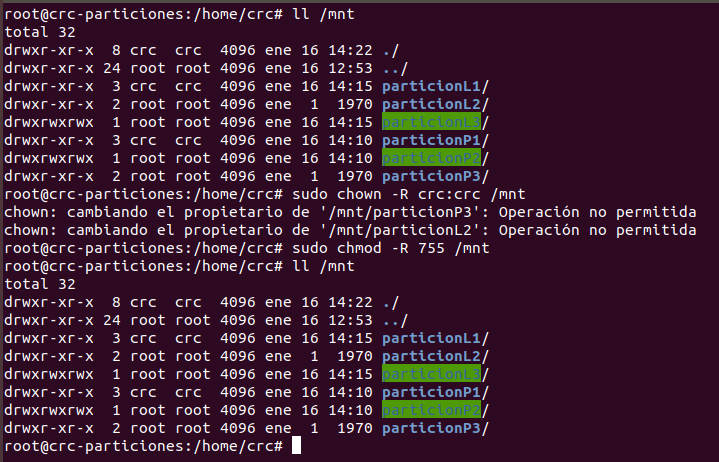 root@crc-particiones:/home/crc# ll /mnt
total 32
drwxr-xr-x  8 crc  crc  4096 ene 16 14:22 ./
drwxr-xr-x 24 root root 4096 ene 16 12:53 ../
drwxr-xr-x  3 crc  crc  4096 ene 16 14:15 particionL1/
drwxr-xr-x  2 root root 4096 ene  1  1970 particionL2/
drwxrwxrwx  1 root root 4096 ene 16 14:15 particionL3/
drwxr-xr-x  3 crc  crc  4096 ene 16 14:10 particionP1/
drwxrwxrwx  1 root root 4096 ene 16 14:10 particionP2/
drwxr-xr-x  2 root root 4096 ene  1  1970 particionP3/
root@crc-particiones:/home/crc# sudo chown -R crc:crc /mnt
chown: cambiando el propietario de '/mnt/particionP3': Operación no permitida
chown: cambiando el propietario de '/mnt/particionL2': Operación no permitida
root@crc-particiones:/home/crc# sudo chmod -R 755 /mnt
root@crc-particiones:/home/crc# ll /mnt
total 32
drwxr-xr-x  8 crc  crc  4096 ene 16 14:22 ./
drwxr-xr-x 24 root root 4096 ene 16 12:53 ../
drwxr-xr-x  3 crc  crc  4096 ene 16 14:15 particionL1/
drwxr-xr-x  2 root root 4096 ene  1  1970 particionL2/
drwxrwxrwx  1 root root 4096 ene 16 14:15 particionL3/
drwxr-xr-x  3 crc  crc  4096 ene 16 14:10 particionP1/
drwxrwxrwx  1 root root 4096 ene 16 14:10 particionP2/
drwxr-xr-x  2 root root 4096 ene  1  1970 particionP3/
root@crc-particiones:/home/crc#